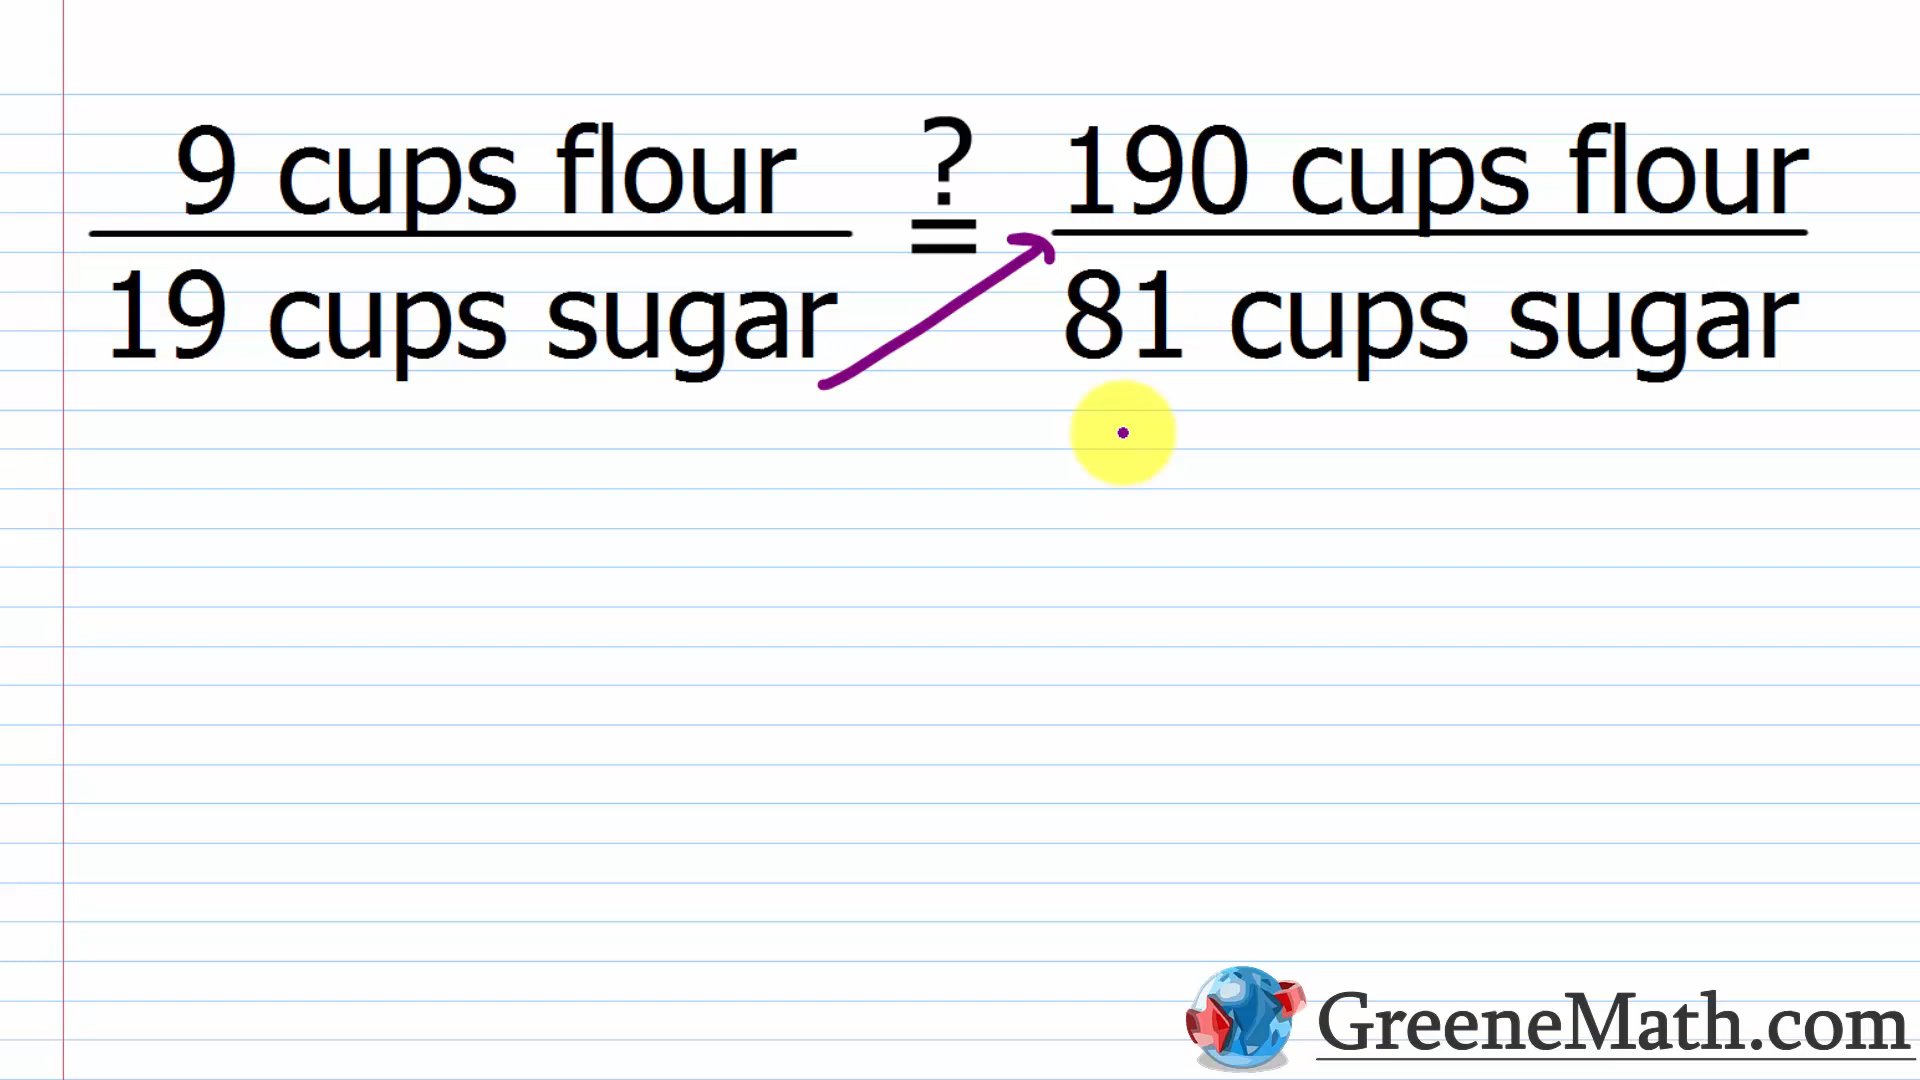 9 cups flour ? 190 cups flour
=
19 cups sugar 81 cups sugar
GreeneMath.com